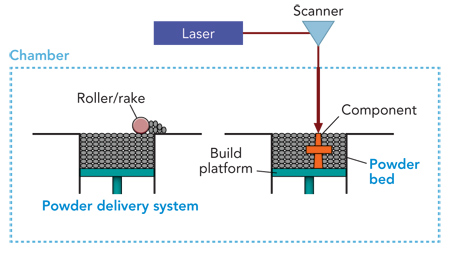 Scanner
Laser
Chamber
Roller/rake
Component
Build
platform
Powder
bed
Powder delivery system